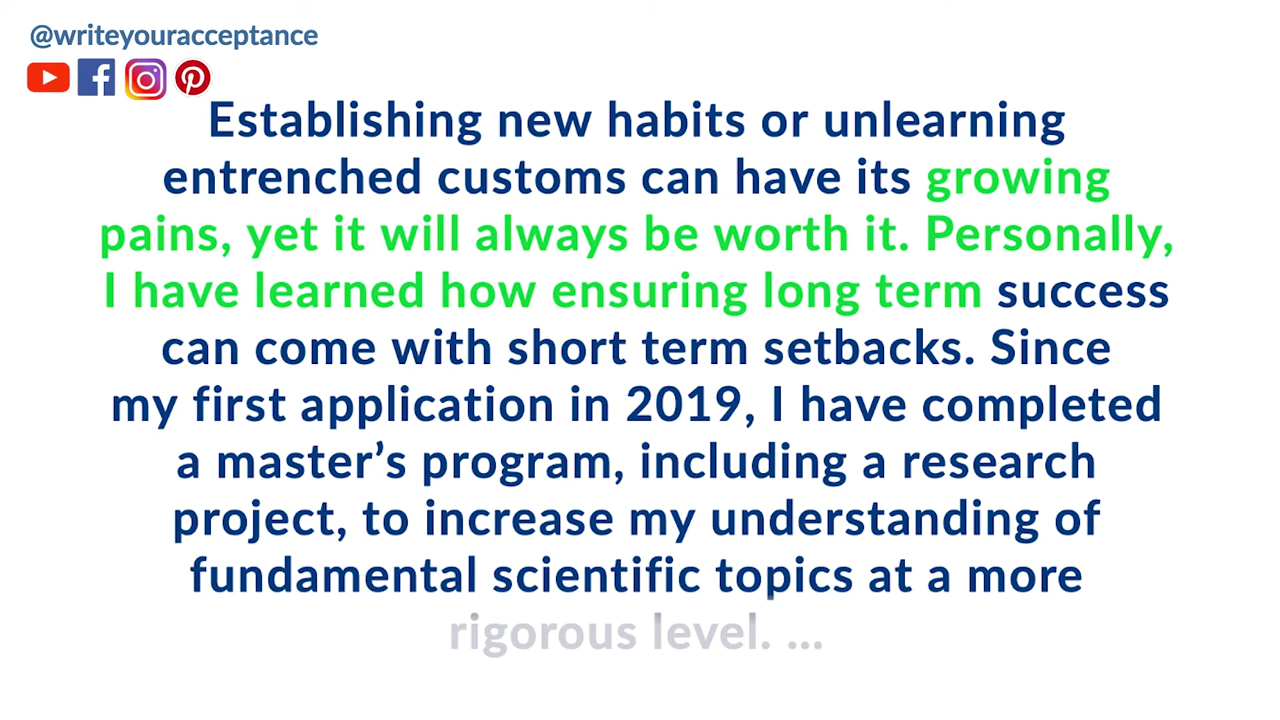 @writeyouracceptance
Establishing new habits or unlearning
entrenched customs can have its growing
pains, yet it will always be worth it. Personally,
I have learned how ensuring long term success
can come with short term setbacks. Since
my first application in 2019, I have completed
a master’s program, including a research
project, to increase my understanding of
fundamental scientific topics at a more
rigorous level. ...